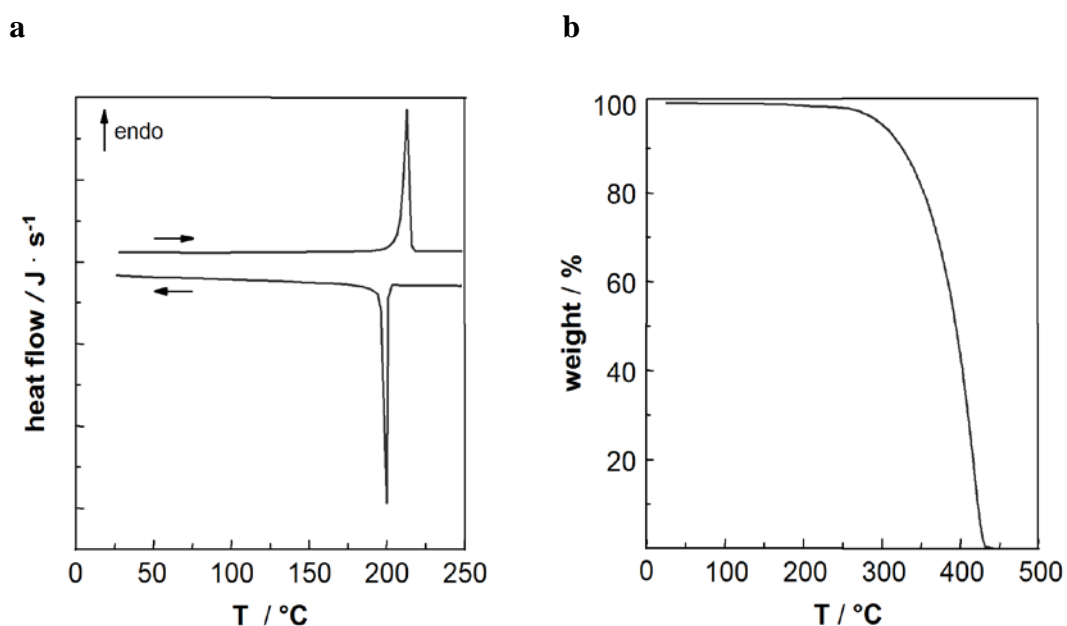 a
endo
heat flow / J · s⁻¹
0 50 100 150 200 250
T / °C
b
100
80
60
40
20
weight / %
0 100 200 300 400 500
T / °C